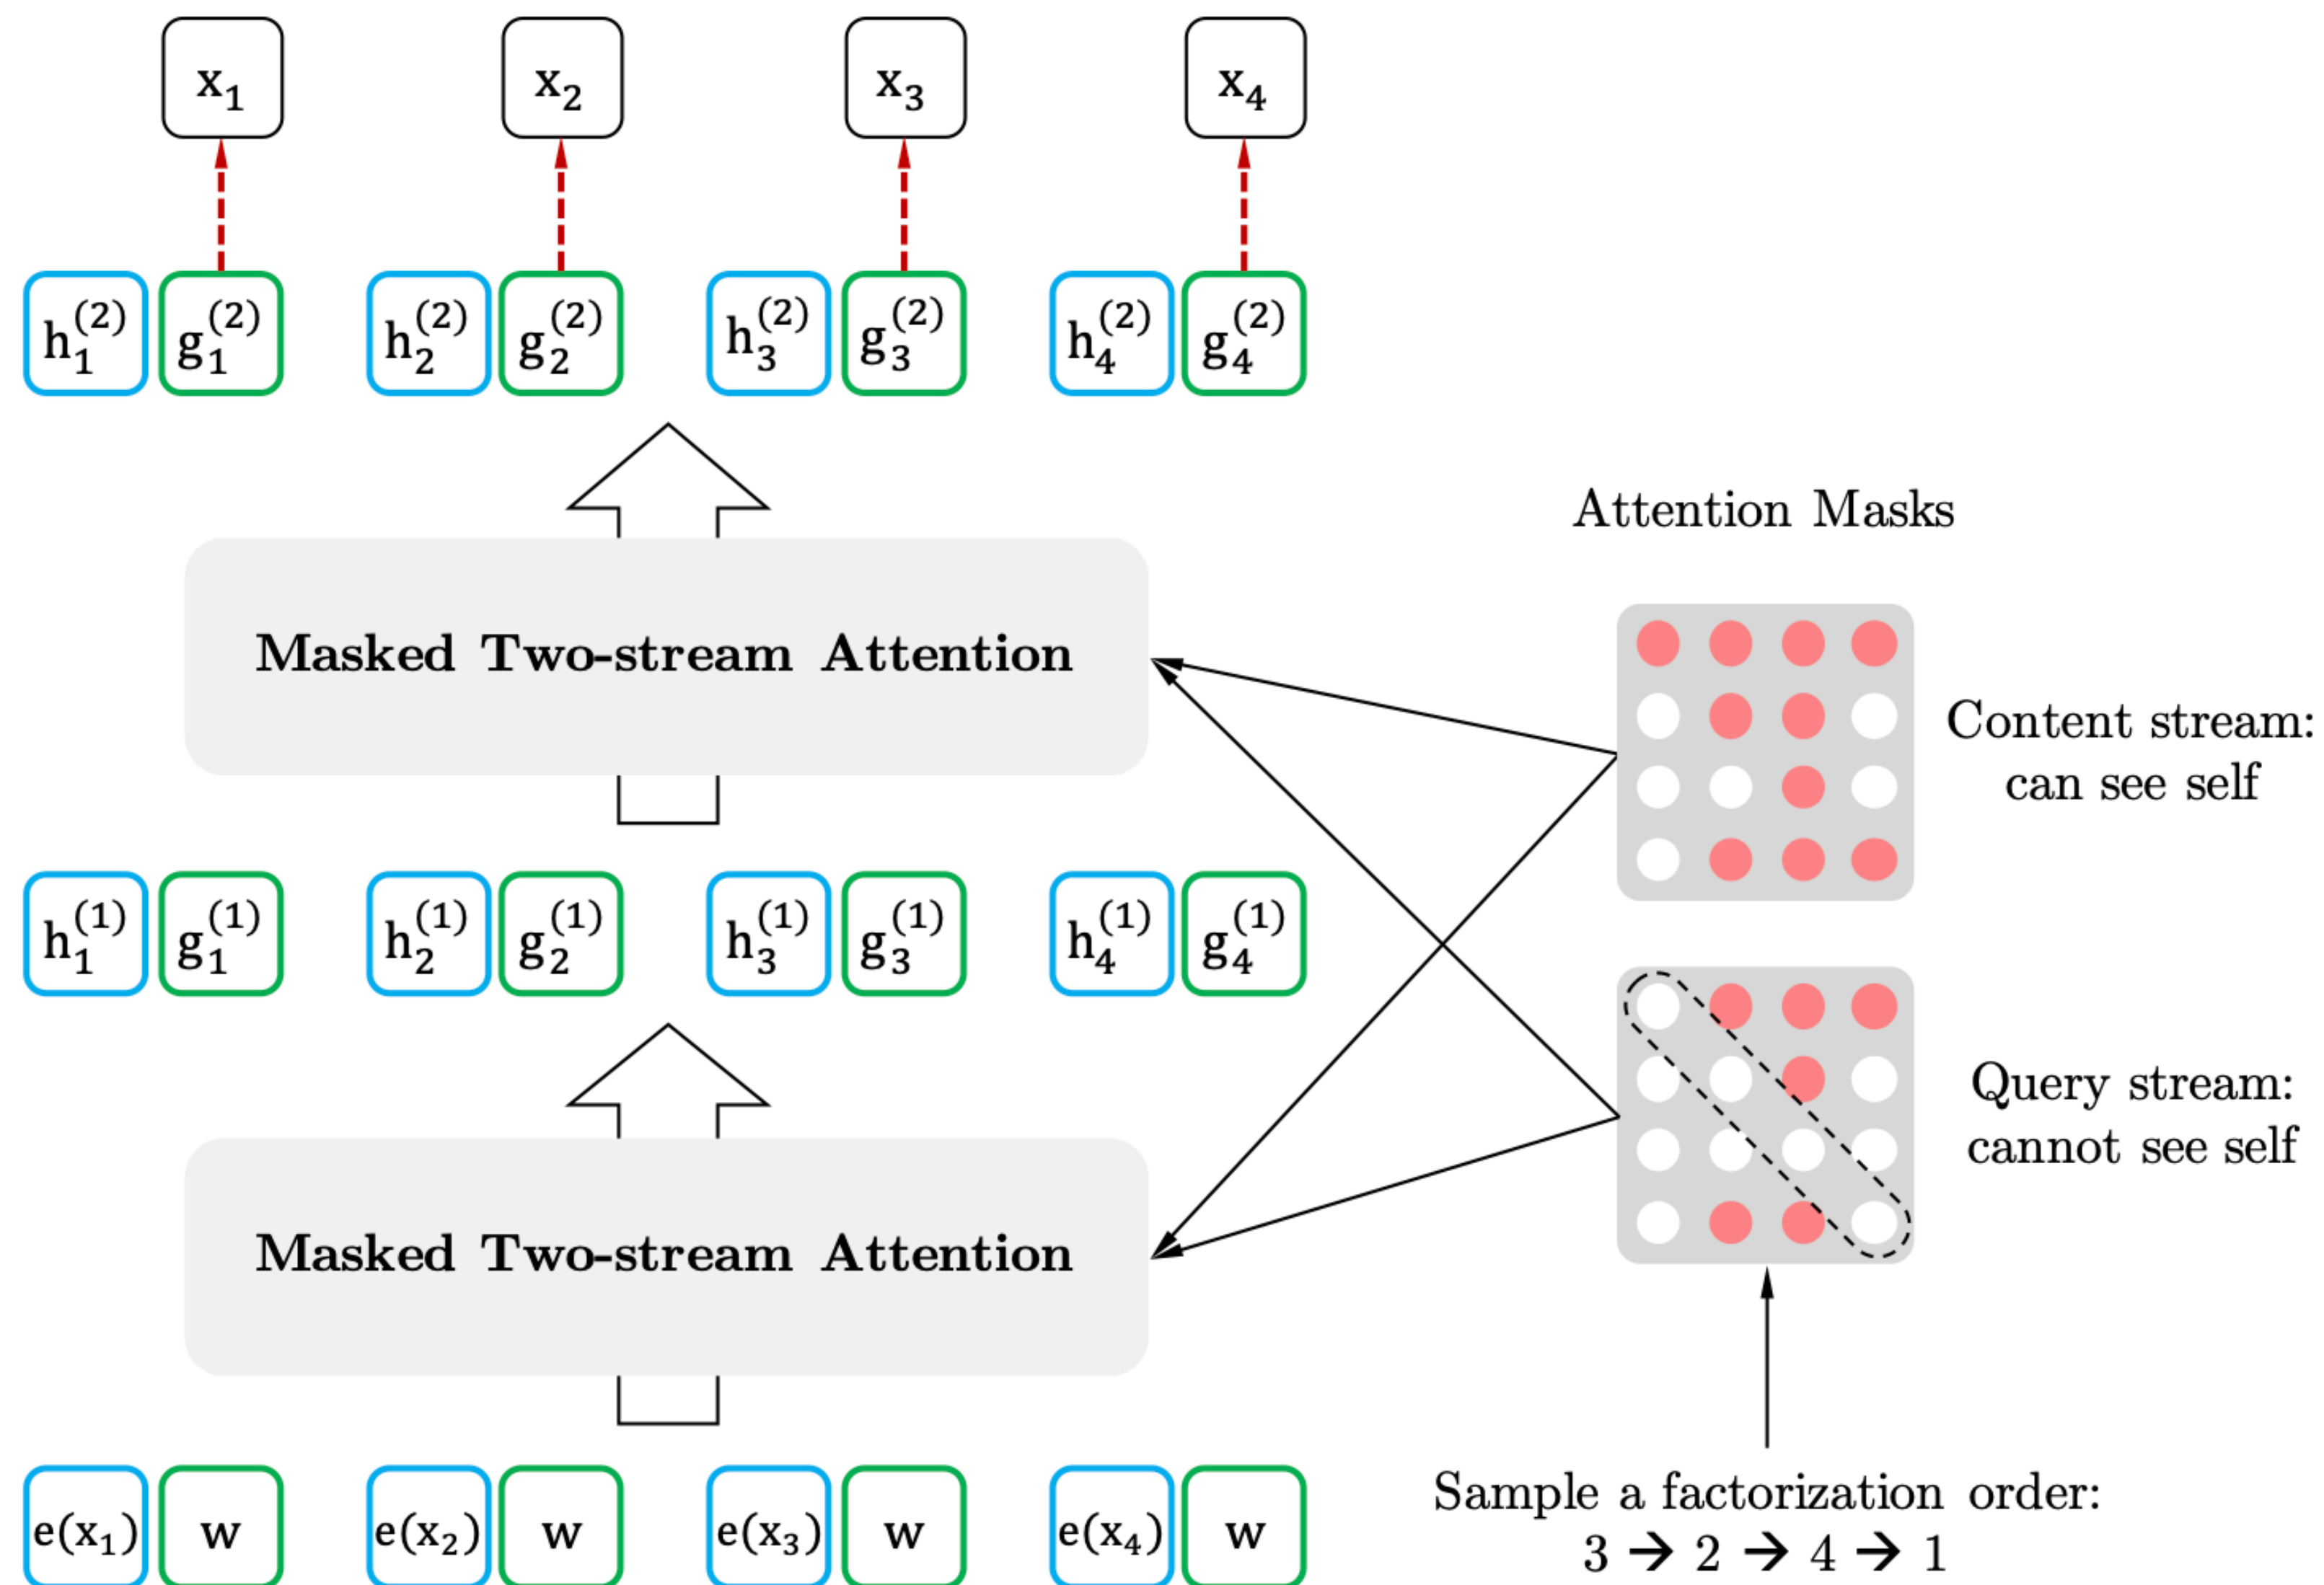 x₁ x₂ x₃ x₄
h₁⁽²⁾ g₁⁽²⁾ h₂⁽²⁾ g₂⁽²⁾ h₃⁽²⁾ g₃⁽²⁾ h₄⁽²⁾ g₄⁽²⁾
Attention Masks
Masked Two-stream Attention
Content stream:
can see self
h₁⁽¹⁾ g₁⁽¹⁾ h₂⁽¹⁾ g₂⁽¹⁾ h₃⁽¹⁾ g₃⁽¹⁾ h₄⁽¹⁾ g₄⁽¹⁾
Query stream:
cannot see self
Masked Two-stream Attention
e(x₁) w e(x₂) w e(x₃) w e(x₄) w
Sample a factorization order:
3 → 2 → 4 → 1